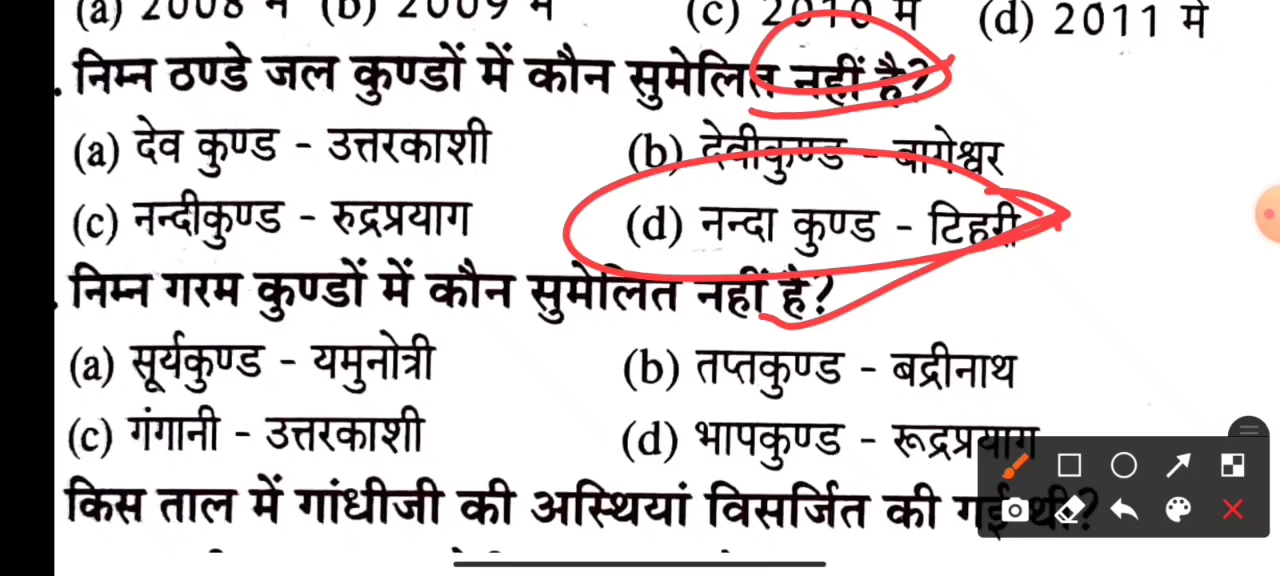 (a) 2008 में (b) 2009 में (c) 2010 में (d) 2011 मे
. निम्न ठण्डे जल कुण्डों में कौन सुमेलित नहीं है?
(a) देव कुण्ड - उत्तरकाशी (b) देवीकुण्ड - बागेश्वर
(c) नन्दीकुण्ड - रुद्रप्रयाग (d) नन्दा कुण्ड - टिहरी
. निम्न गरम कुण्डों में कौन सुमेलित नहीं है?
(a) सूर्यकुण्ड - यमुनोत्री (b) तप्तकुण्ड - बद्रीनाथ
(c) गंगानी - उत्तरकाशी (d) भापकुण्ड - रूद्रप्रयाग
किस ताल में गांधीजी की अस्थियां विसर्जित की गई थी?